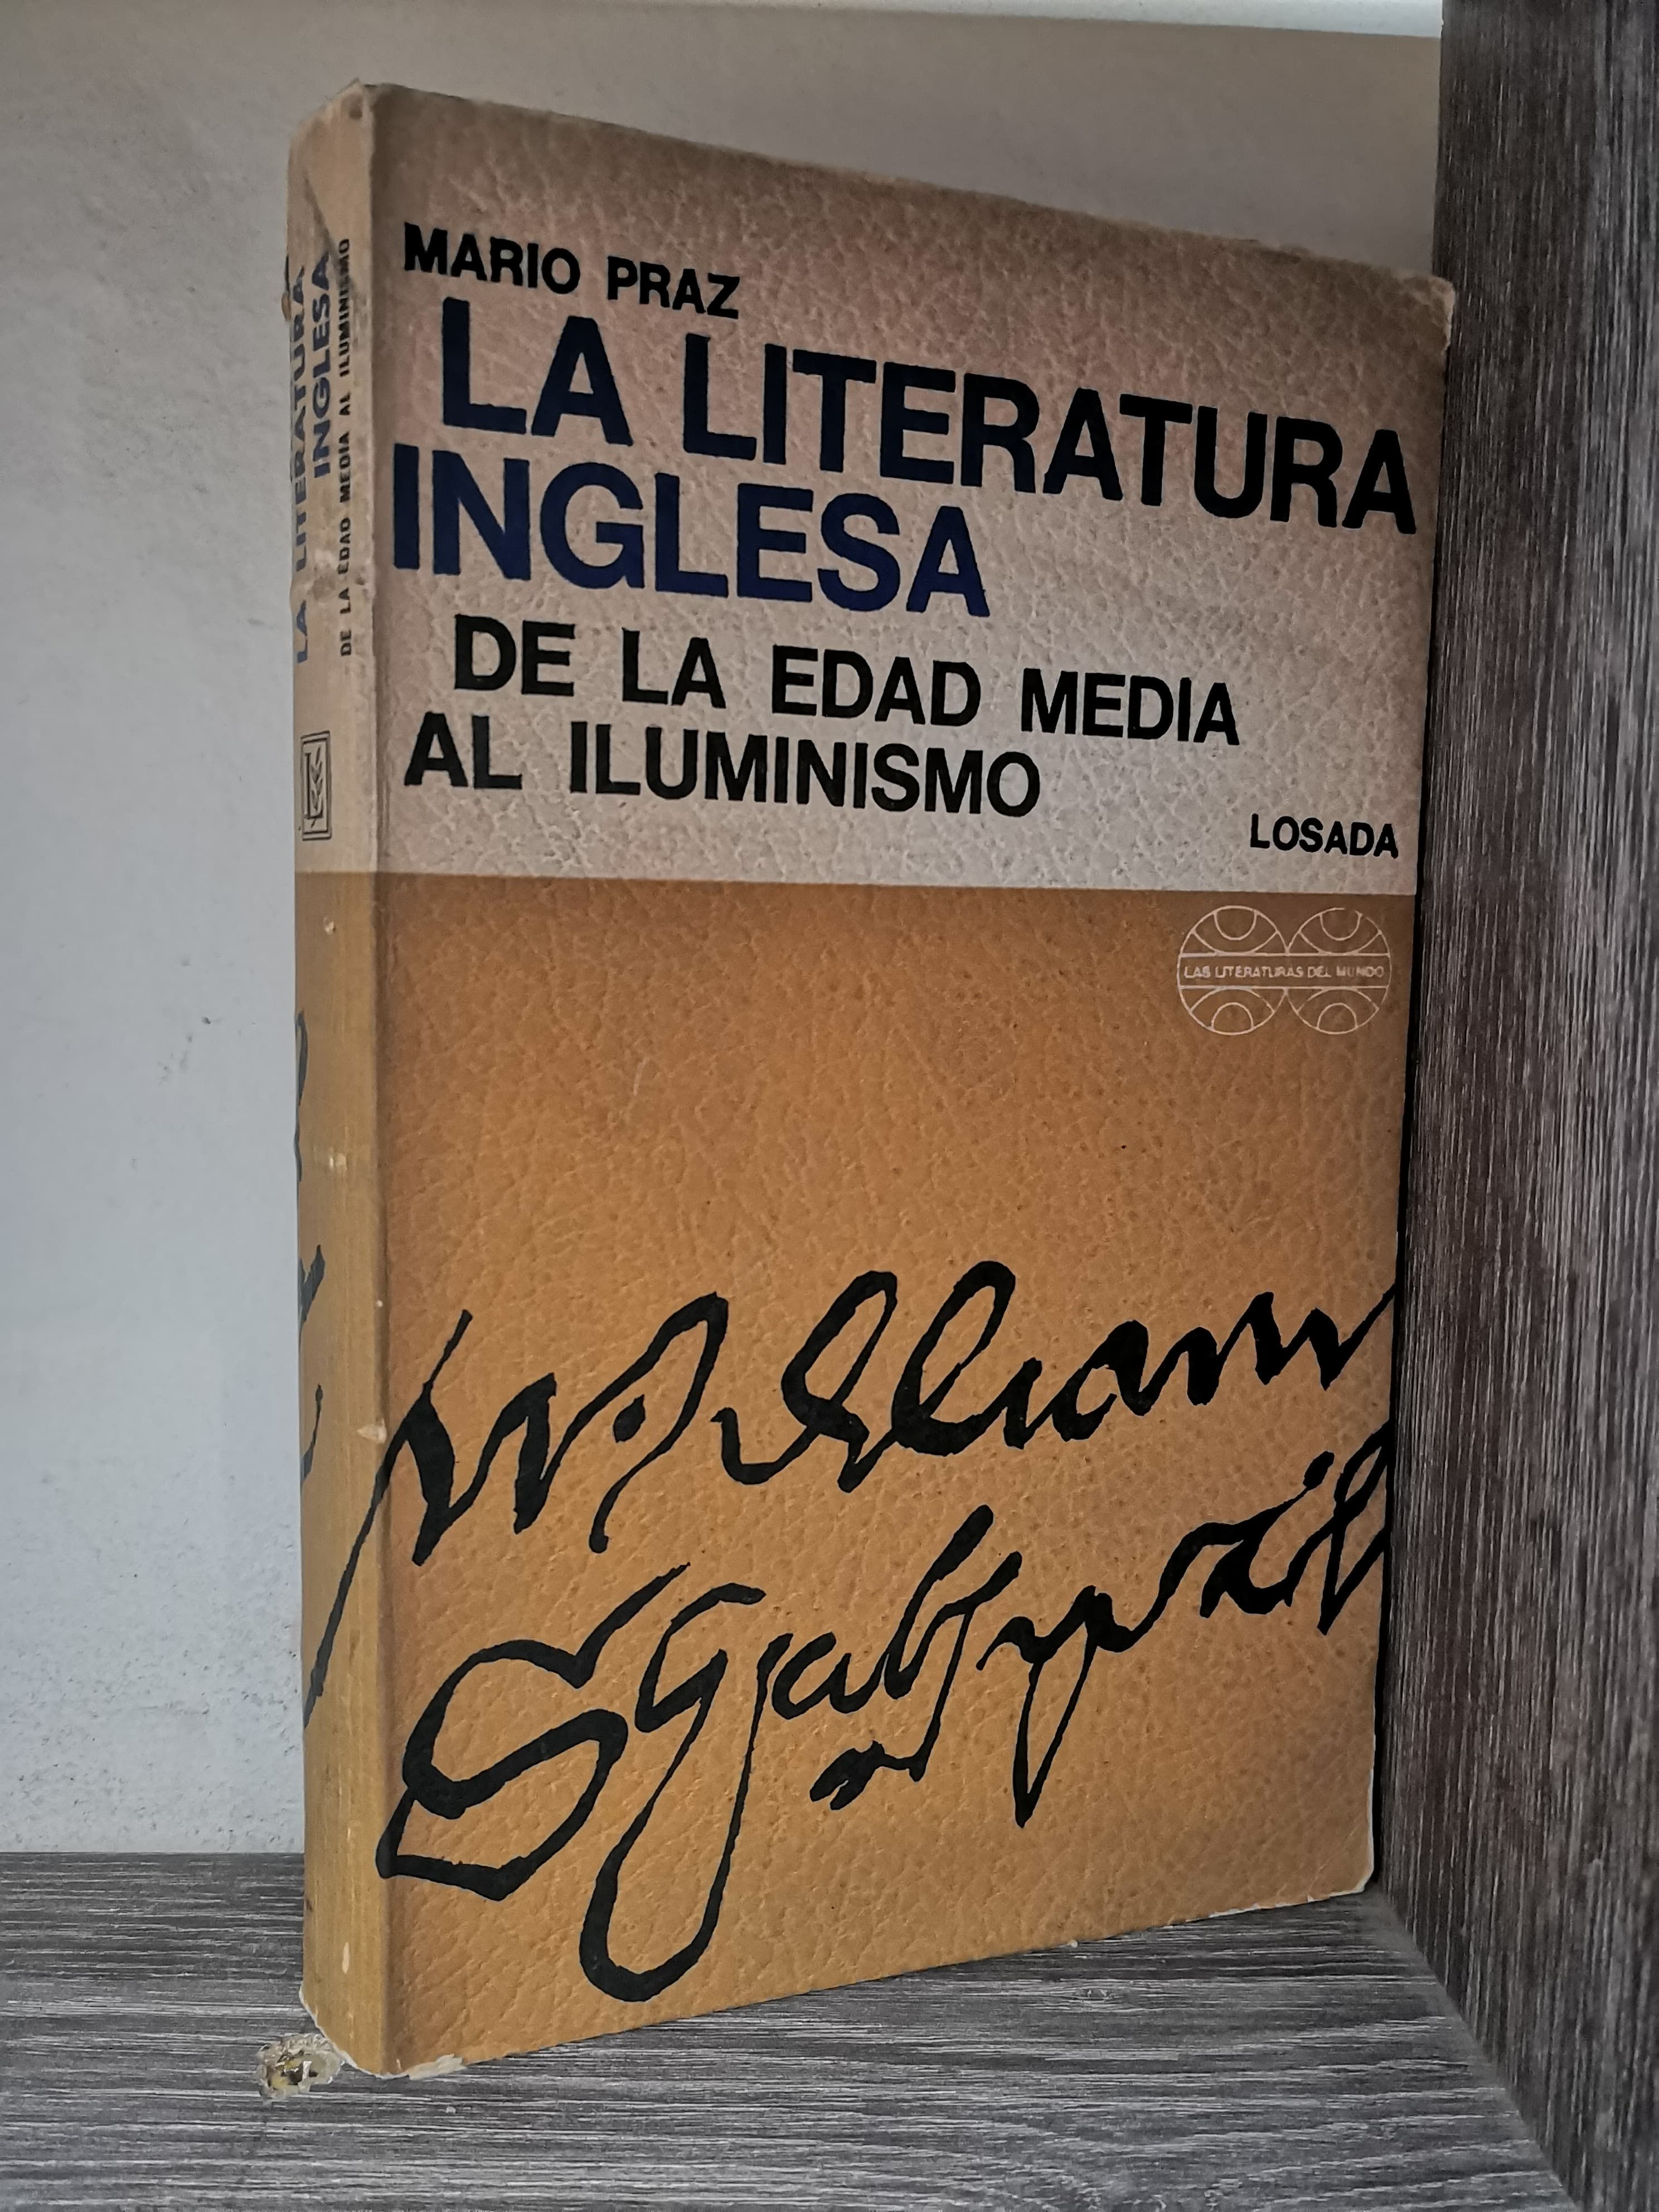 MARIO PRAZ
LA LITERATURA
INGLESA
DE LA EDAD MEDIA
AL ILUMINISMO
LOSADA
LAS LITERATURAS DEL MUNDO
William
LA LITERATURA
INGLESA
DE LA EDAD MEDIA AL ILUMINISMO